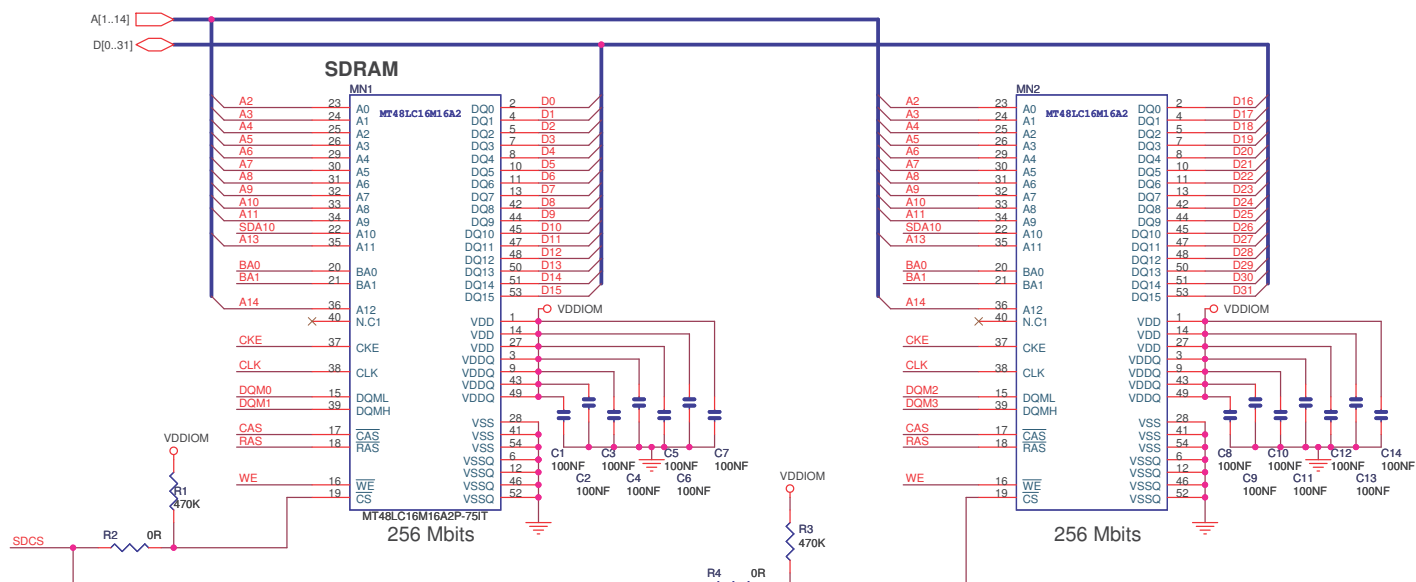 A[1..14]
D[0..31]
SDRAM
MN1
MT48LC16M16A2
A2 23 A0 DQ0 2 D0
A3 24 A1 DQ1 4 D1
A4 25 A2 DQ2 5 D2
A5 26 A3 DQ3 7 D3
A6 29 A4 DQ4 8 D4
A7 30 A5 DQ5 10 D5
A8 31 A6 DQ6 11 D6
A9 32 A7 DQ7 13 D7
A10 33 A8 DQ8 42 D8
A11 34 A9 DQ9 44 D9
SDA10 22 A10 DQ10 45 D10
A13 35 A11 DQ11 47 D11
DQ12 48 D12
BA0 20 BA0 DQ13 50 D13
BA1 21 BA1 DQ14 51 D14
DQ15 53 D15
A14 36 A12
VDDIOM
40 N.C1 VDD 1
VDD 14
CKE 37 CKE VDD 27
VDDQ 3
CLK 38 CLK VDDQ 9
VDDQ 43
DQM0 15 DQML VDDQ 49
DQM1 39 DQMH
VSS 28
CAS 17 CAS VSS 41
RAS 18 RAS VSS 54
VSSQ 6
VSSQ 12
WE 16 WE VSSQ 46
19 CS VSSQ 52
C1 C3 C5 C7
100NF 100NF 100NF 100NF
C2 C4 C6
100NF 100NF 100NF
MT48LC16M16A2P-75IT
256 Mbits
VDDIOM
R1
470K
R2 0R
SDCS
MN2
MT48LC16M16A2
A2 23 A0 DQ0 2 D16
A3 24 A1 DQ1 4 D17
A4 25 A2 DQ2 5 D18
A5 26 A3 DQ3 7 D19
A6 29 A4 DQ4 8 D20
A7 30 A5 DQ5 10 D21
A8 31 A6 DQ6 11 D22
A9 32 A7 DQ7 13 D23
A10 33 A8 DQ8 42 D24
A11 34 A9 DQ9 44 D25
SDA10 22 A10 DQ10 45 D26
A13 35 A11 DQ11 47 D27
DQ12 48 D28
BA0 20 BA0 DQ13 50 D29
BA1 21 BA1 DQ14 51 D30
DQ15 53 D31
A14 36 A12
VDDIOM
40 N.C1 VDD 1
VDD 14
CKE 37 CKE VDD 27
VDDQ 3
CLK 38 CLK VDDQ 9
VDDQ 43
DQM2 15 DQML VDDQ 49
DQM3 39 DQMH
VSS 28
CAS 17 CAS VSS 41
RAS 18 RAS VSS 54
VSSQ 6
VSSQ 12
WE 16 WE VSSQ 46
19 CS VSSQ 52
C8 C10 C12 C14
100NF 100NF 100NF 100NF
C9 C11 C13
100NF 100NF 100NF
256 Mbits
VDDIOM
R3
470K
R4 0R